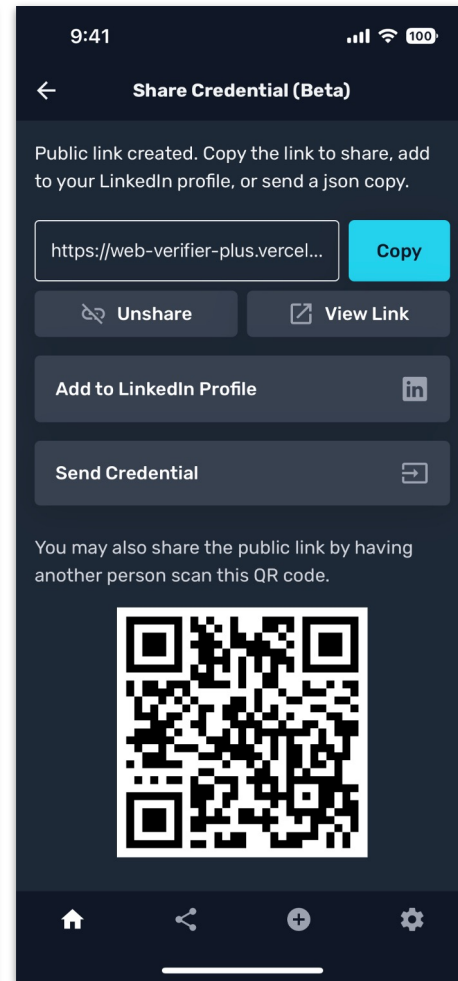 9:41
100
Share Credential (Beta)
Public link created. Copy the link to share, add
to your LinkedIn profile, or send a json copy.
https://web-verifier-plus.vercel...
Copy
Unshare
View Link
Add to LinkedIn Profile
in
Send Credential
You may also share the public link by having
another person scan this QR code.